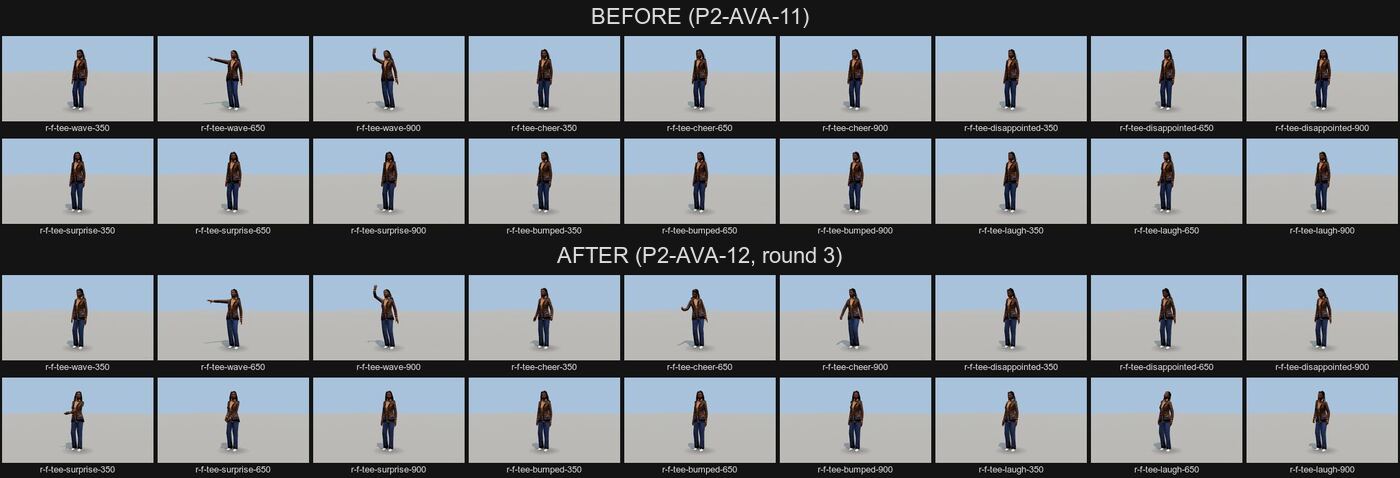 BEFORE (P2-AVA-11)
r-f-tee-wave-350 r-f-tee-wave-650 r-f-tee-wave-900 r-f-tee-cheer-350 r-f-tee-cheer-650 r-f-tee-cheer-900 r-f-tee-disappointed-350 r-f-tee-disappointed-650 r-f-tee-disappointed-900
r-f-tee-surprise-350 r-f-tee-surprise-650 r-f-tee-surprise-900 r-f-tee-bumped-350 r-f-tee-bumped-650 r-f-tee-bumped-900 r-f-tee-laugh-350 r-f-tee-laugh-650 r-f-tee-laugh-900
AFTER (P2-AVA-12, round 3)
r-f-tee-wave-350 r-f-tee-wave-650 r-f-tee-wave-900 r-f-tee-cheer-350 r-f-tee-cheer-650 r-f-tee-cheer-900 r-f-tee-disappointed-350 r-f-tee-disappointed-650 r-f-tee-disappointed-900
r-f-tee-surprise-350 r-f-tee-surprise-650 r-f-tee-surprise-900 r-f-tee-bumped-350 r-f-tee-bumped-650 r-f-tee-bumped-900 r-f-tee-laugh-350 r-f-tee-laugh-650 r-f-tee-laugh-900